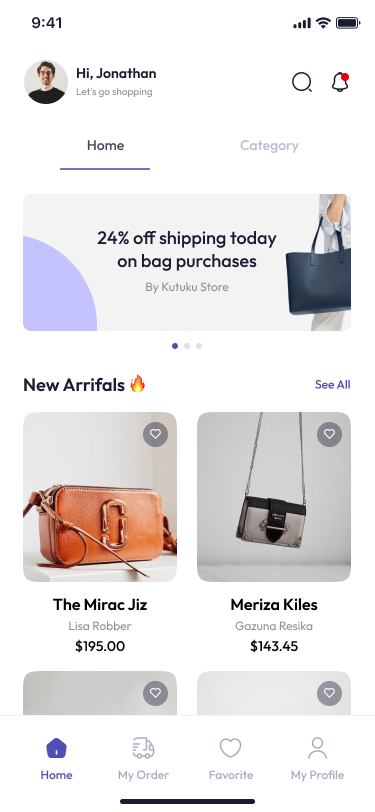 9:41
Hi, Jonathan
Let's go shopping
Home
Category
24% off shipping today
on bag purchases
By Kutuku Store
New Arrifals 🔥
See All
The Mirac Jiz
Lisa Robber
$195.00
Meriza Kiles
Gazuna Resika
$143.45
Home
My Order
Favorite
My Profile